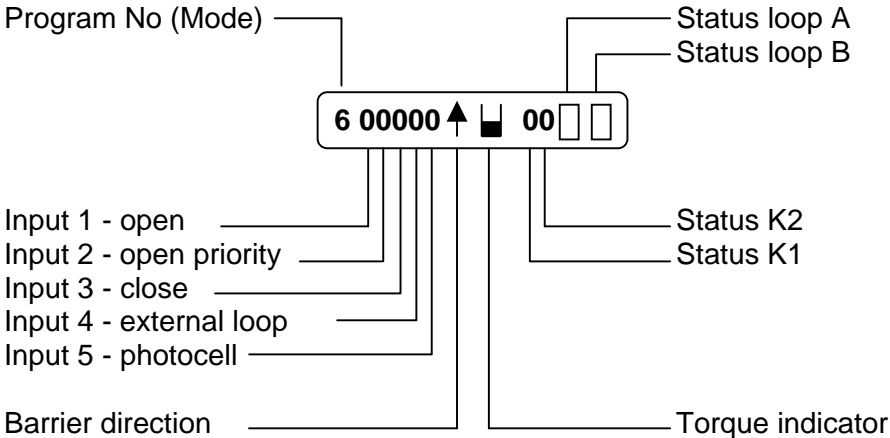 Program No (Mode)
Status loop A
Status loop B
6 00000 00
Input 1 - open
Input 2 - open priority
Input 3 - close
Input 4 - external loop
Input 5 - photocell
Status K2
Status K1
Barrier direction
Torque indicator